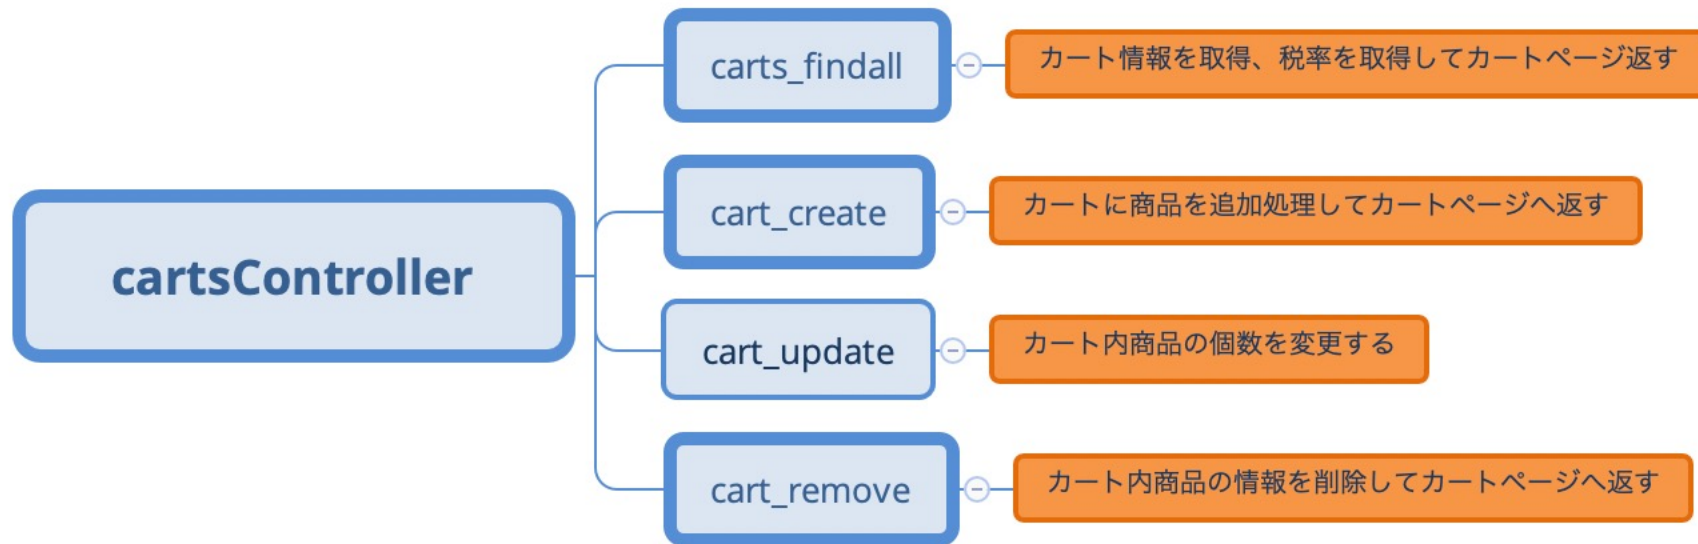 cartsController
carts_findall
カート情報を取得、税率を取得してカートページ返す
cart_create
カートに商品を追加処理してカートページへ返す
cart_update
カート内商品の個数を変更する
cart_remove
カート内商品の情報を削除してカートページへ返す